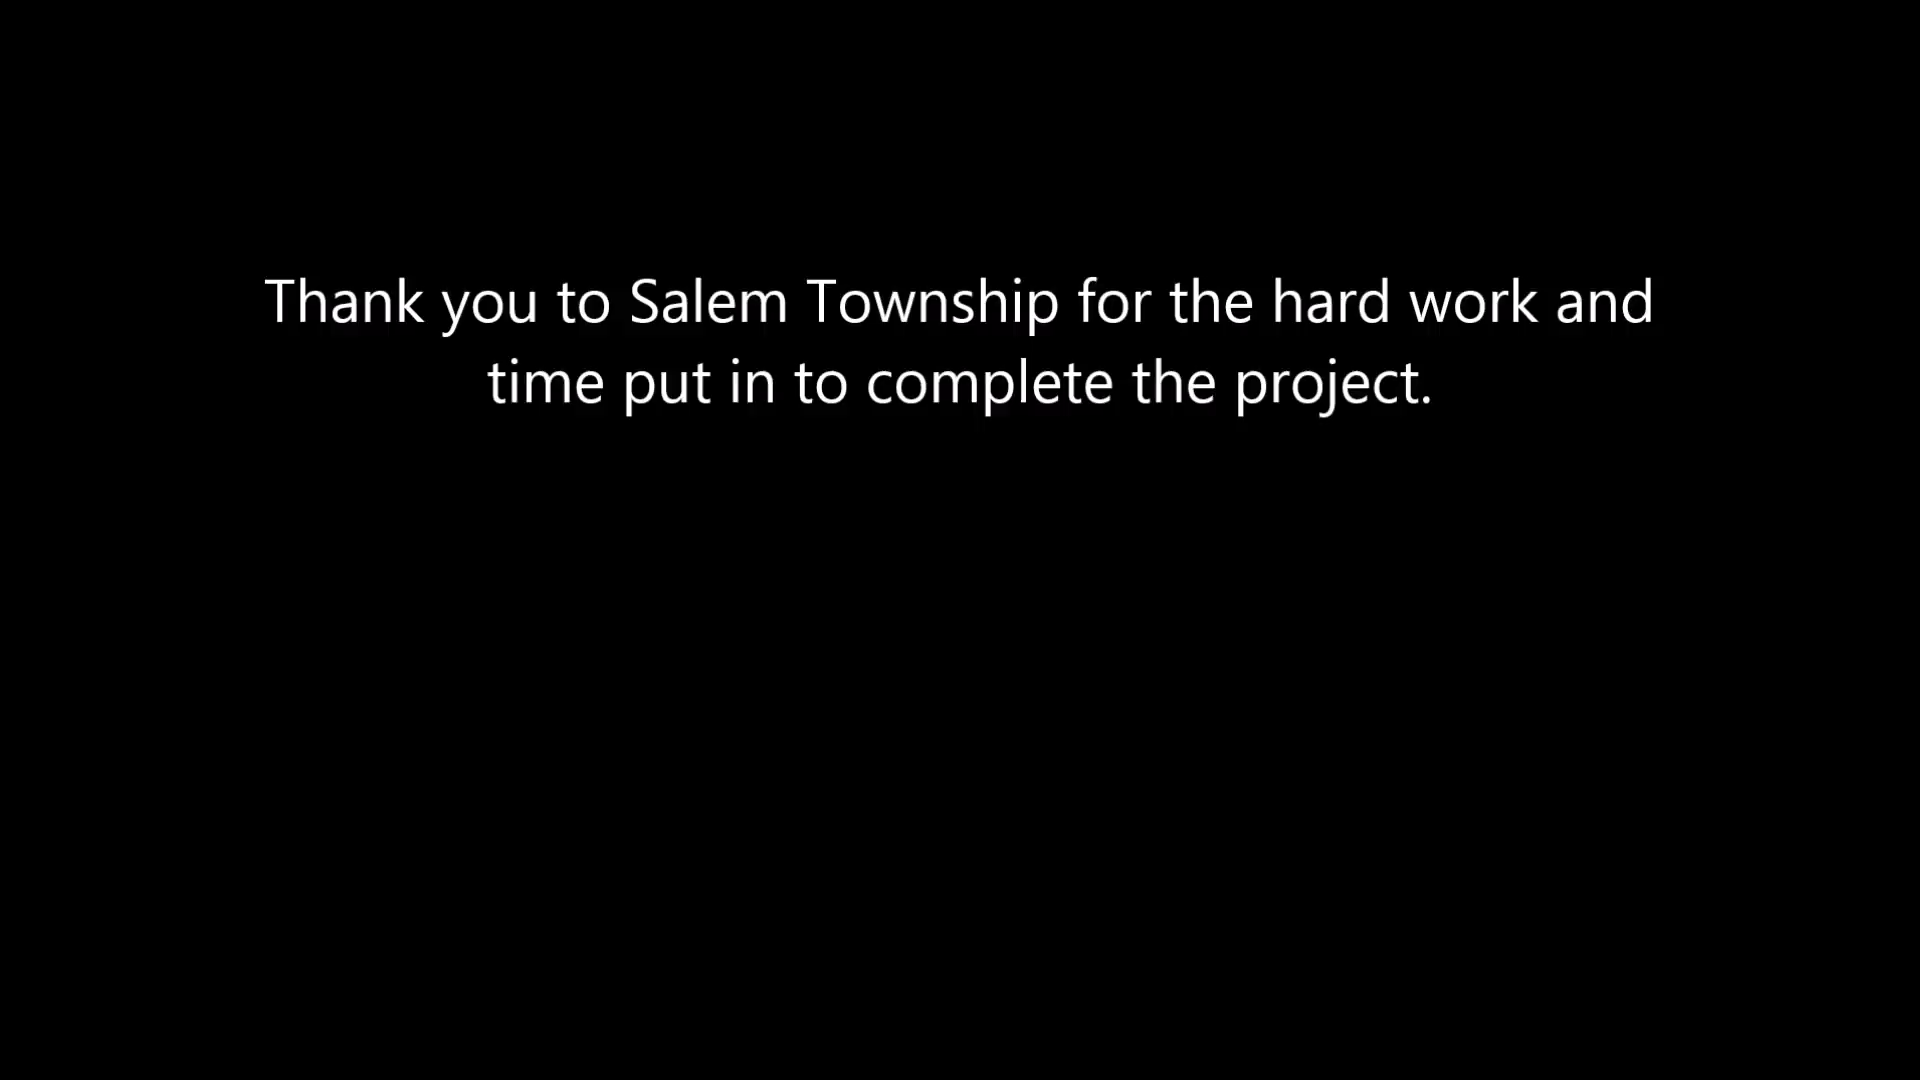 Thank you to Salem Township for the hard work and
time put in to complete the project.